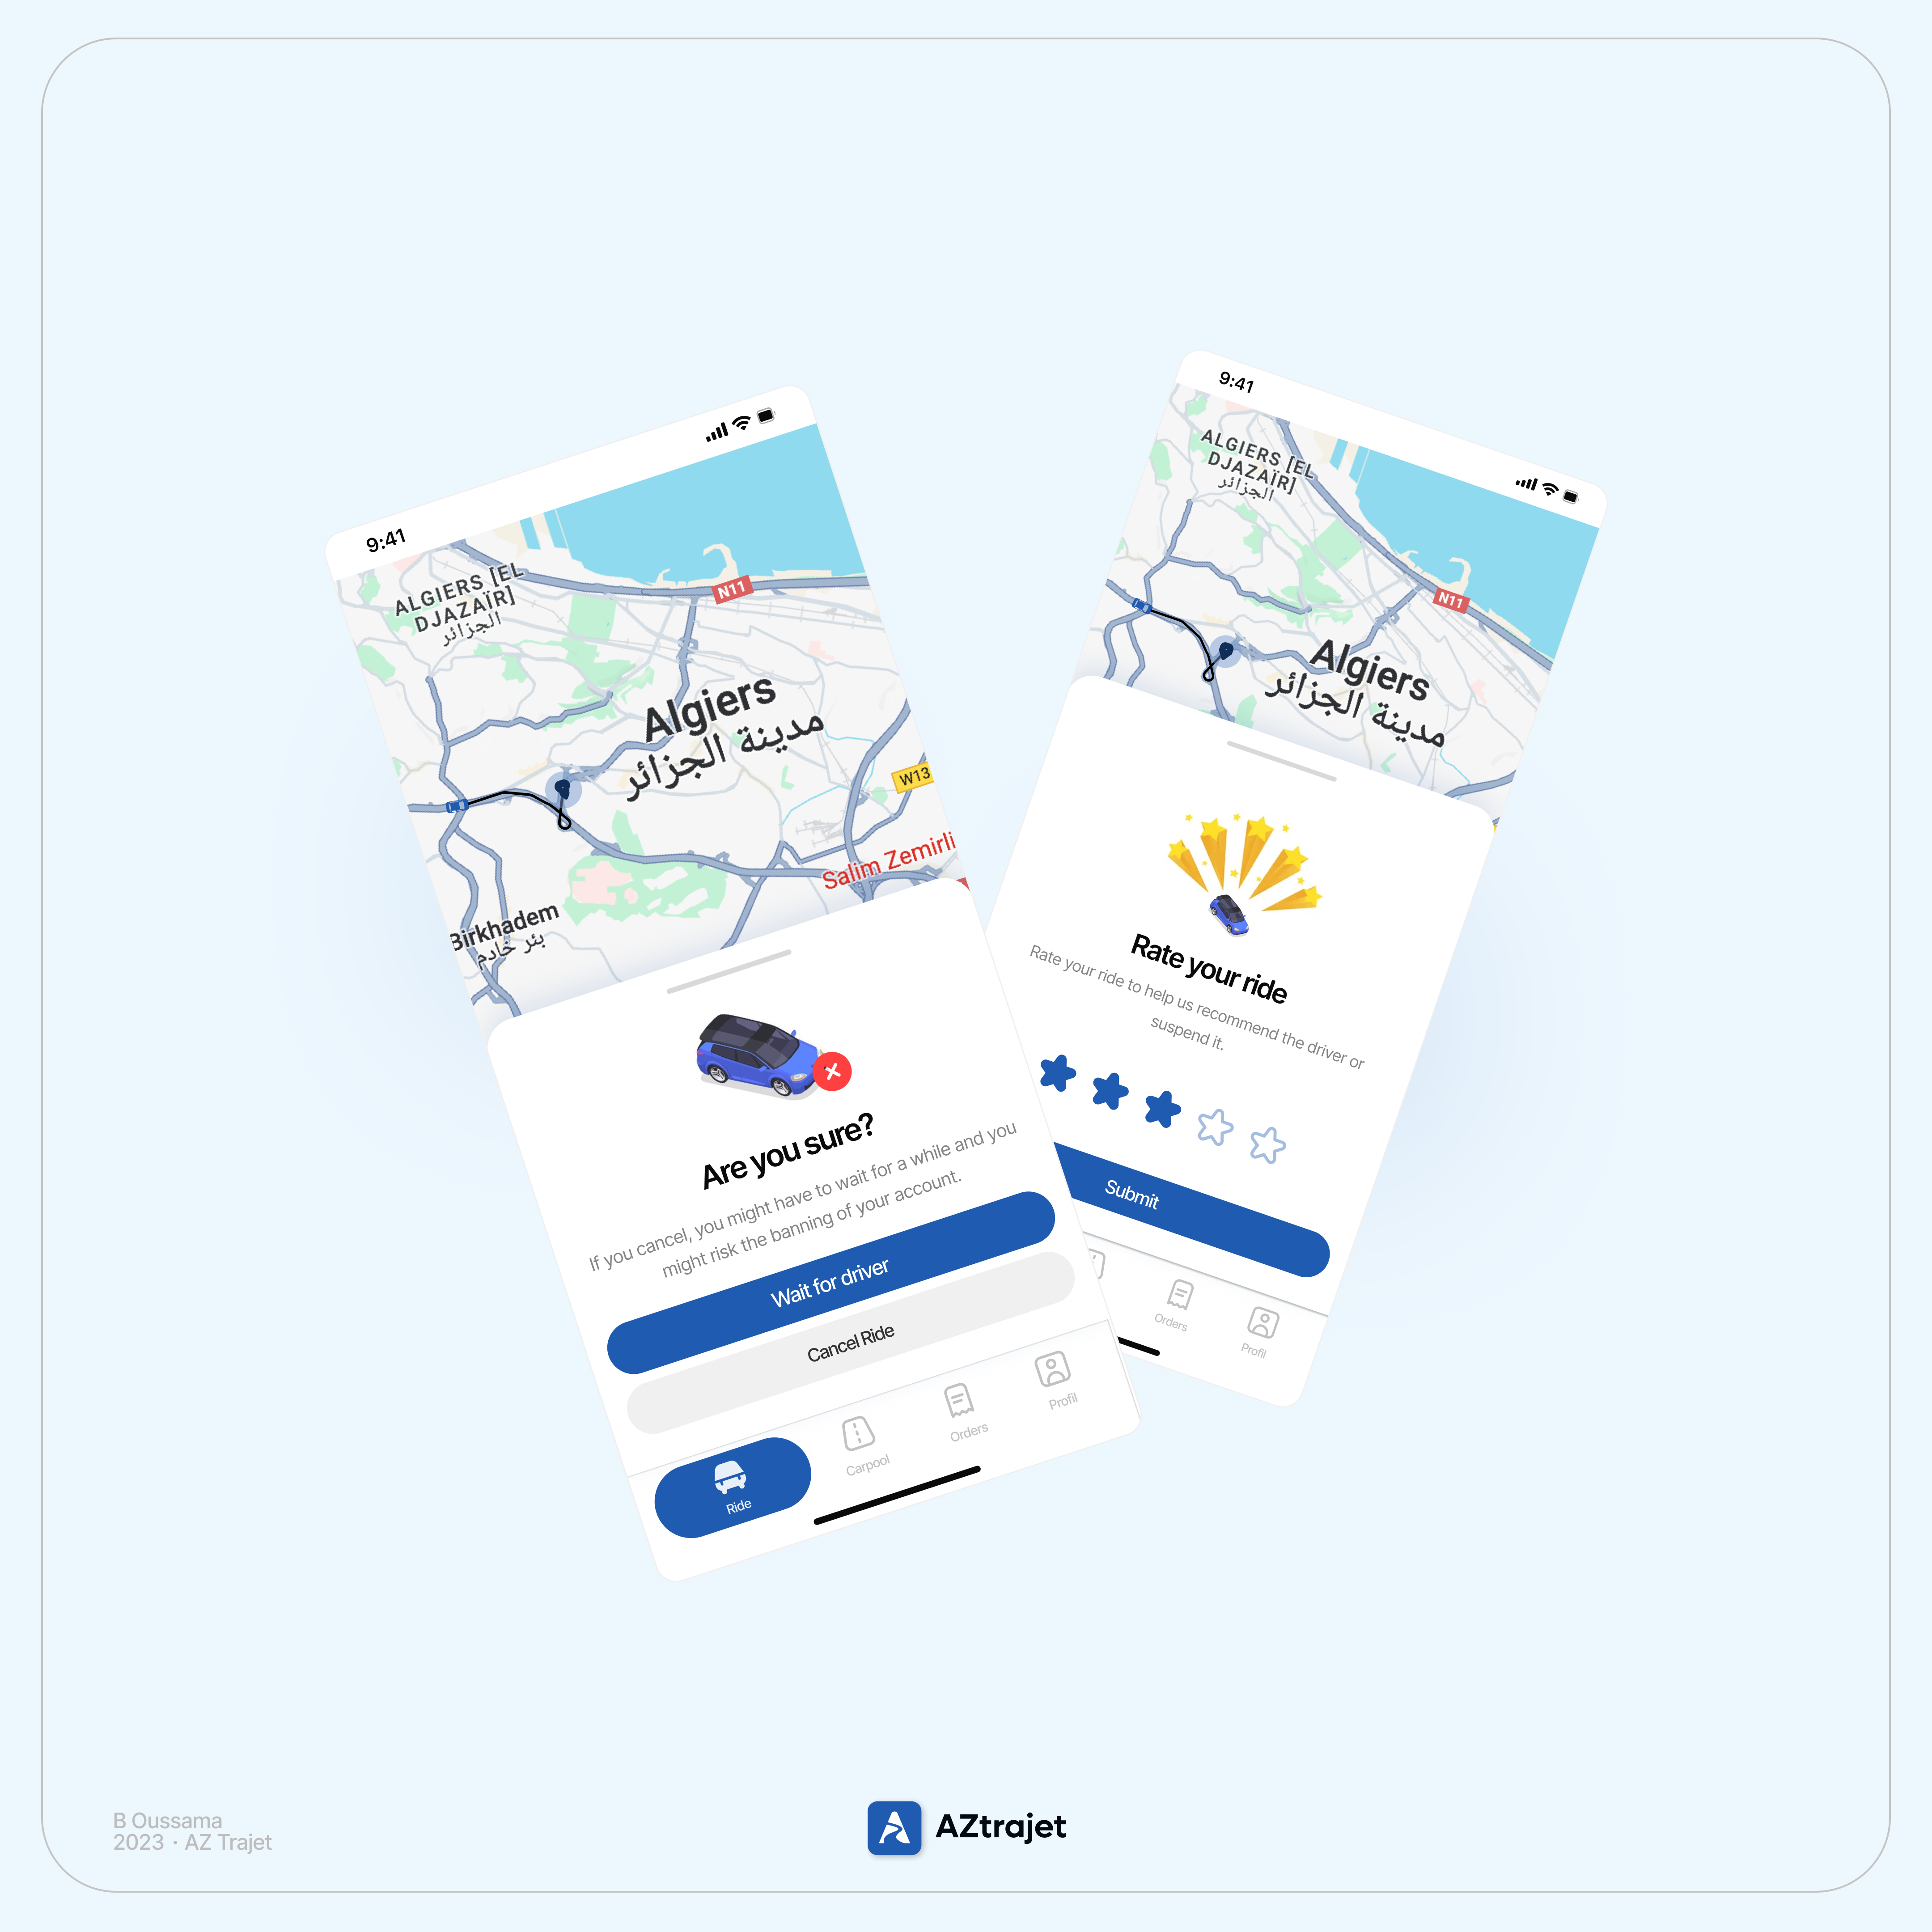 9:41
ALGIERS [EL
DJAZAÏR]
الجزائر
N11
Algiers
مدينة الجزائر
W13
Salim Zemirli
Birkhadem
بئر خادم
Are you sure?
If you cancel, you might have to wait for a while and you
might risk the banning of your account.
Wait for driver
Cancel Ride
Ride
Carpool
Orders
Profil
9:41
ALGIERS [EL
DJAZAÏR]
الجزائر
N11
Algiers
مدينة الجزائر
Rate your ride
Rate your ride to help us recommend the driver or
suspend it.
Submit
Orders
Profil
B Oussama
2023 · AZ Trajet
AZtrajet